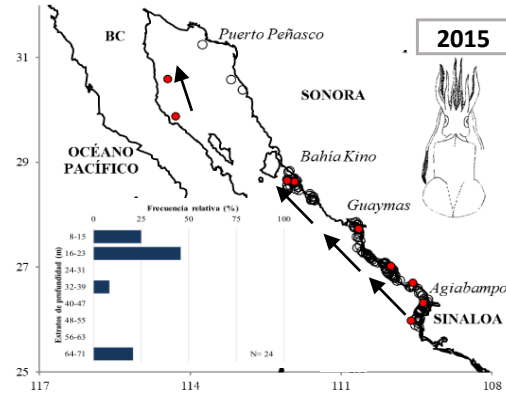 2015
31
BC
Puerto Peñasco
SONORA
OCÉANO
PACÍFICO
29
Bahía Kino
Frecuencia relativa (%)
0 50 100
Guaymas
Estratos de profundidad (m)
8-15
16-23
24-31
32-39
40-47
48-55
56-63
64-71
N= 24
27
Agiabampo
SINALOA
25
117 114 111 108